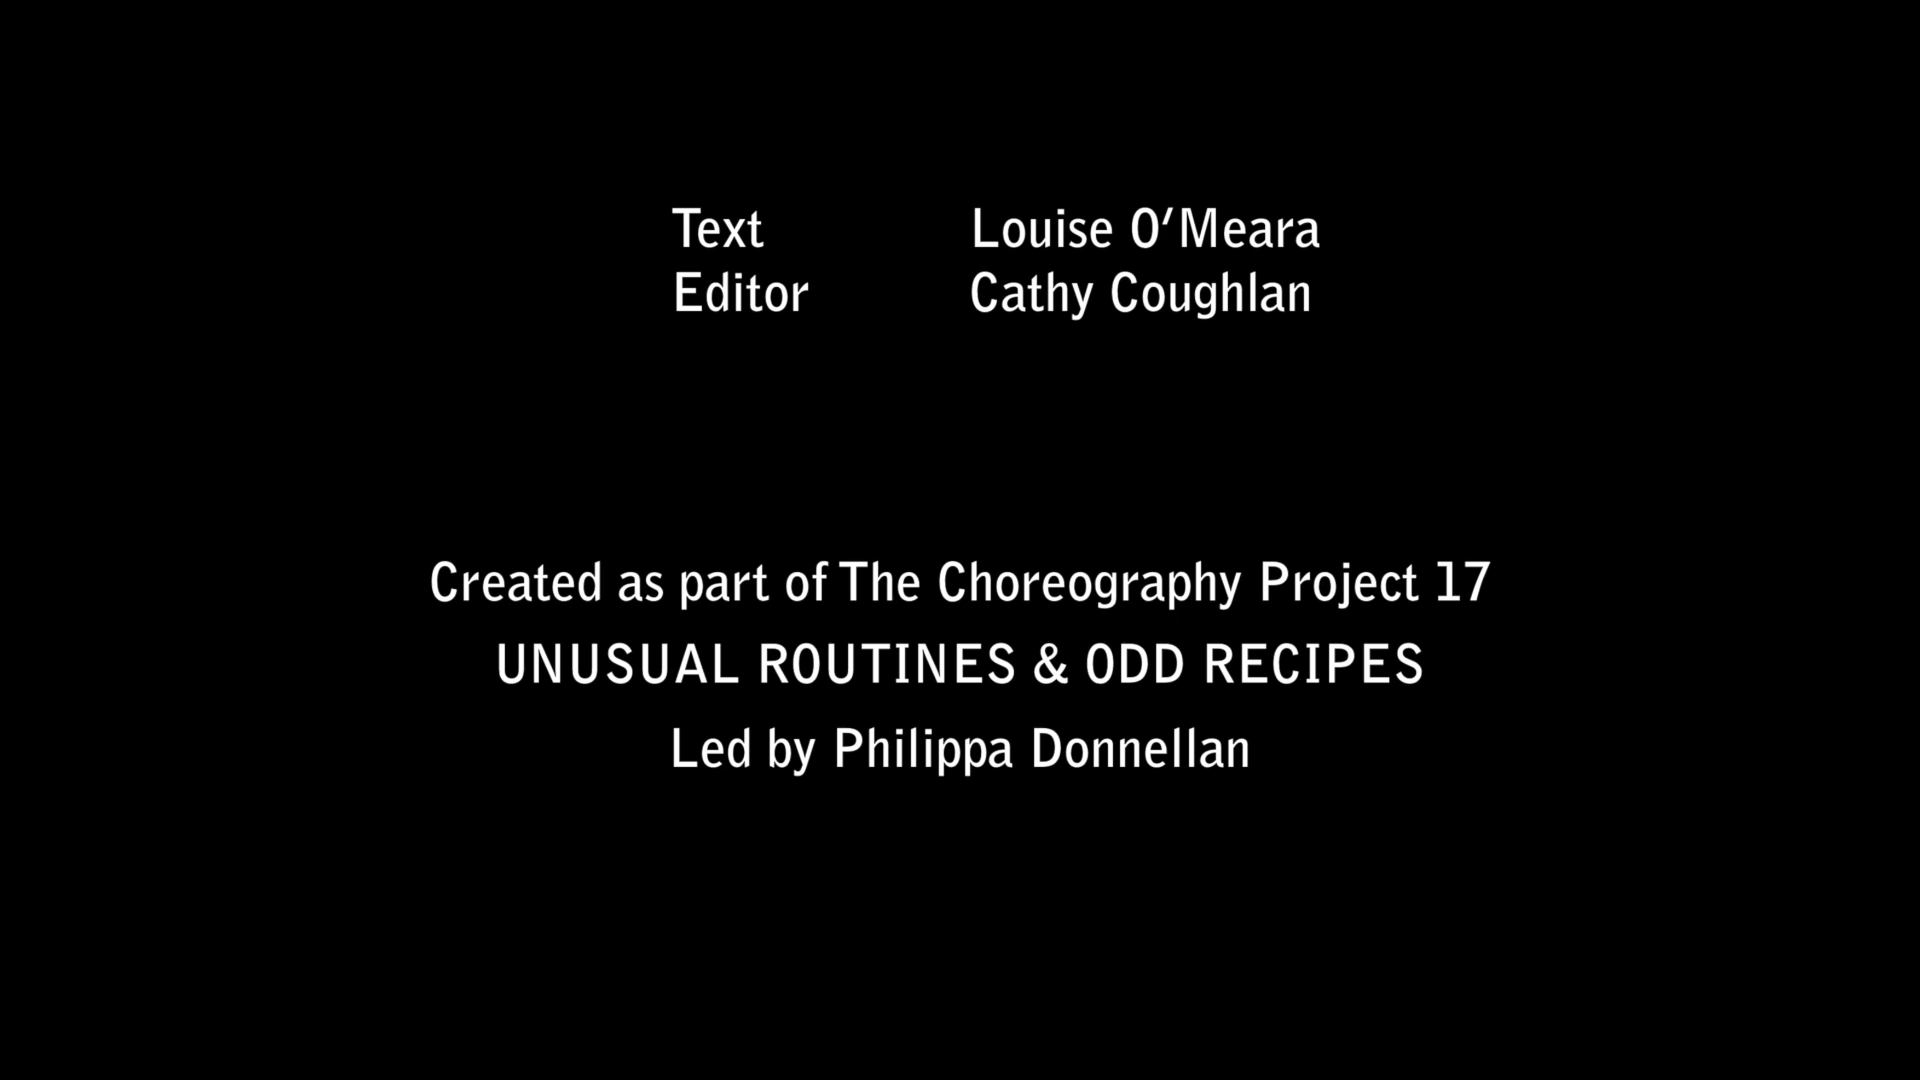 Text Louise O'Meara
Editor Cathy Coughlan
Created as part of The Choreography Project 17
UNUSUAL ROUTINES & ODD RECIPES
Led by Philippa Donnellan